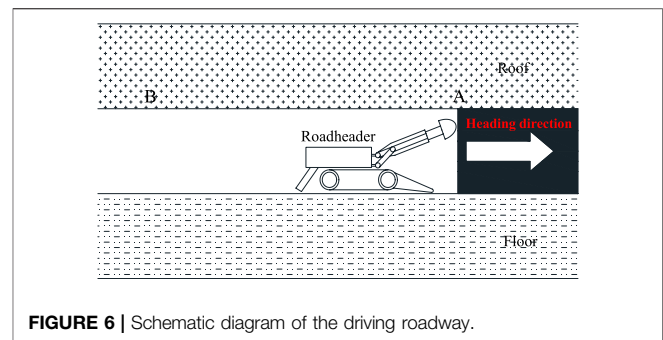 Roof
B
A
Heading direction
Roadheader
Floor
FIGURE 6 | Schematic diagram of the driving roadway.